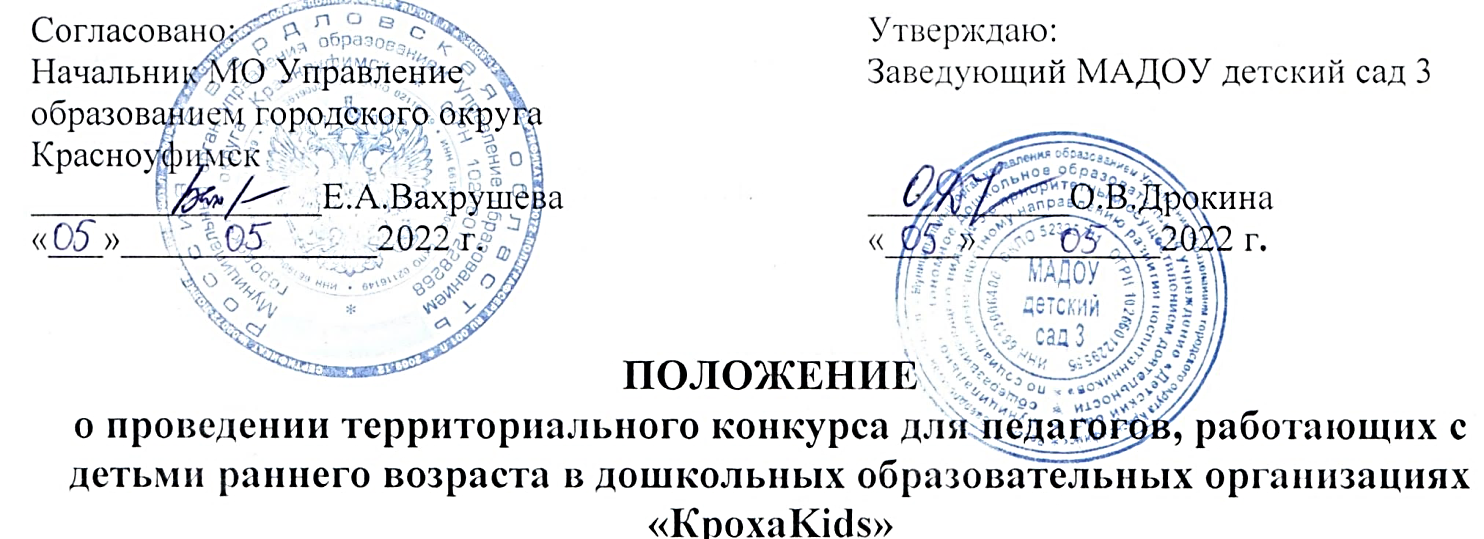 Согласовано:
Начальник МО Управление
образованием городского округа
Красноуфимск
Е.А.Вахрушева
«05» 05 2022 г.
Утверждаю:
Заведующий МАДОУ детский сад 3
О.В.Дрокина
«05» 05 2022 г.
МАДОУ
детский
сад 3
ПОЛОЖЕНИЕ
о проведении территориального конкурса для педагогов, работающих с
детьми раннего возраста в дошкольных образовательных организациях
«КрохаKids»